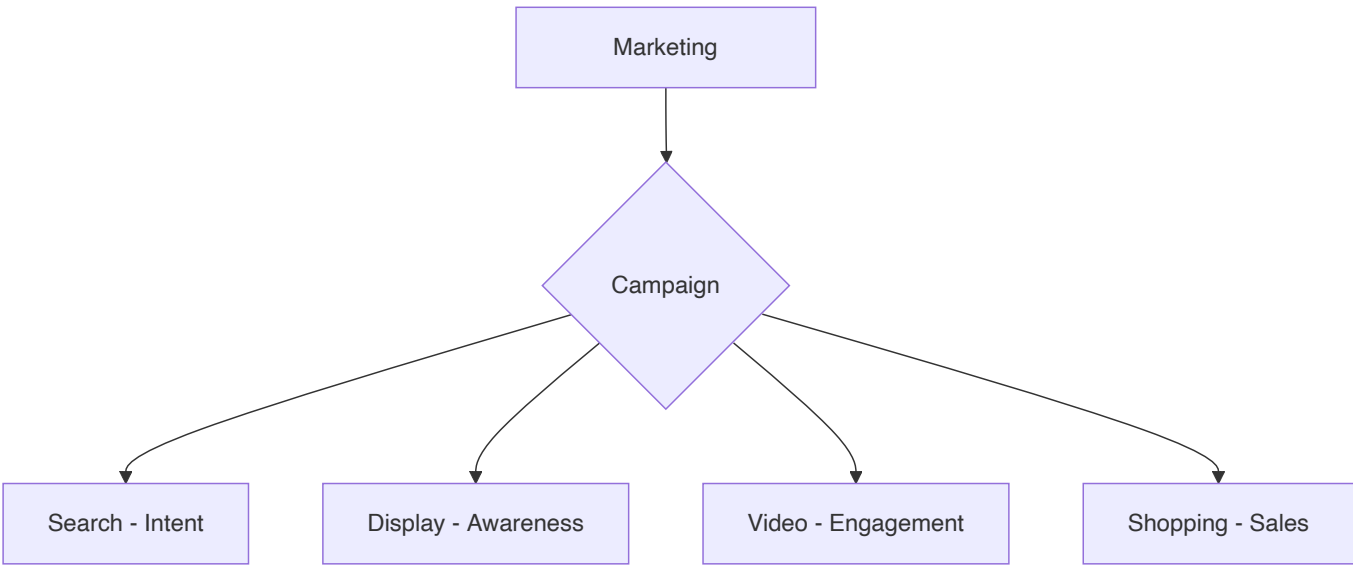 Marketing
Campaign
Search - Intent
Display - Awareness
Video - Engagement
Shopping - Sales